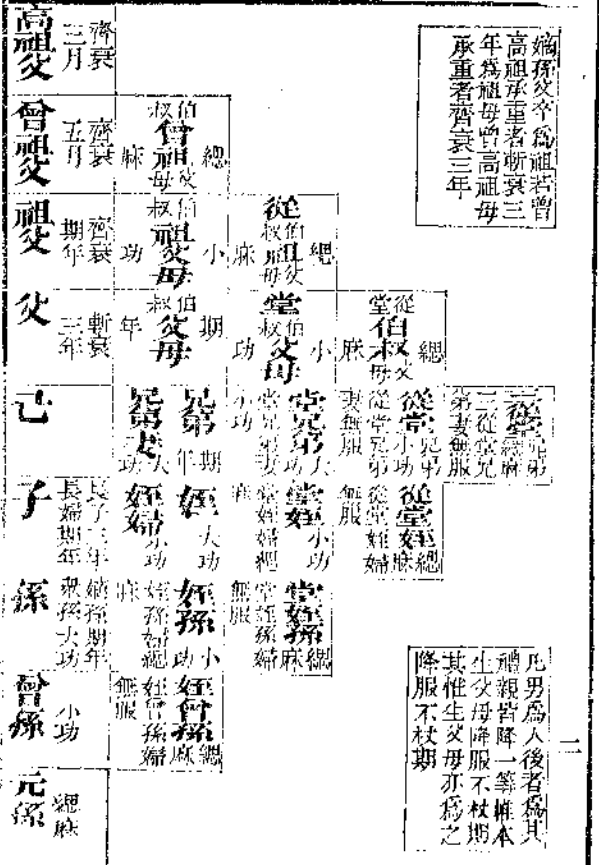 嫡孫父卒爲祖若曾
高祖承重者斬衰三
年爲祖母曾高祖母
承重者齊衰三年
高祖父
齊衰
三月
曾祖父
齊衰
五月
伯叔曾祖父母
緦麻
祖父
齊衰
期年
伯叔祖父母
小功
從伯叔祖父母
緦麻
父
斬衰
三年
伯叔父母
期年
堂伯叔父母
小功
從堂伯叔父母
緦麻
己
兄弟期年
兄弟妻大功
堂兄弟大功
堂兄弟妻
從堂兄弟小功
從堂兄弟妻無服
三從堂兄弟緦麻
三從堂兄弟妻無服
子
長子三年
長婦期年
姪大功
姪婦小功
堂姪小功
堂姪婦緦麻
從堂姪緦麻
從堂姪婦無服
孫
嫡孫期年
衆孫大功
姪孫小功
姪孫婦緦麻
堂姪孫緦麻
堂姪孫婦無服
曾孫
小功
姪曾孫緦麻
姪曾孫婦無服
元孫
緦麻
二
凡男爲人後者爲其
禮親皆降一等惟本
生父母降服不杖期
其惟生父母亦爲之
降服不杖期